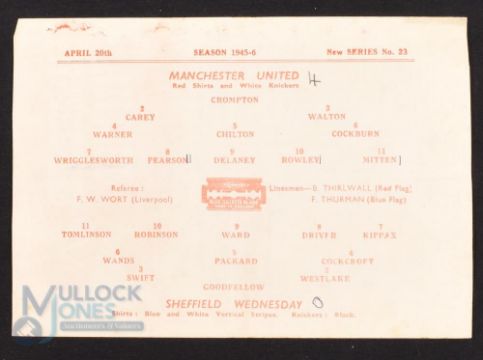 APRIL 20th SEASON 1945-6 New SERIES No. 23
MANCHESTER UNITED 4
Red Shirts and White Knickers
CROMPTON
2 3
CAREY WALTON
4 5 6
WARNER CHILTON COCKBURN
7 8 9 10 11
WRIGGLESWORTH PEARSON || DELANEY ROWLEY | MITTEN |
Referee : Linesmen—B. THIRLWALL (Red Flag)
F. W. WORT (Liverpool) F. THURMAN (Blue Flag)
11 10 9 8 7
TOMLINSON ROBINSON WARD DRIVER KIPPAX
6 5 4
WANDS PACKARD COCKCROFT
3 2
SWIFT WESTLAKE
GOODFELLOW
SHEFFIELD WEDNESDAY 0
Shirts: Blue and White Vertical Stripes. Knickers: Black.
MULLOCK
JONES
Auctioneers & Valuers